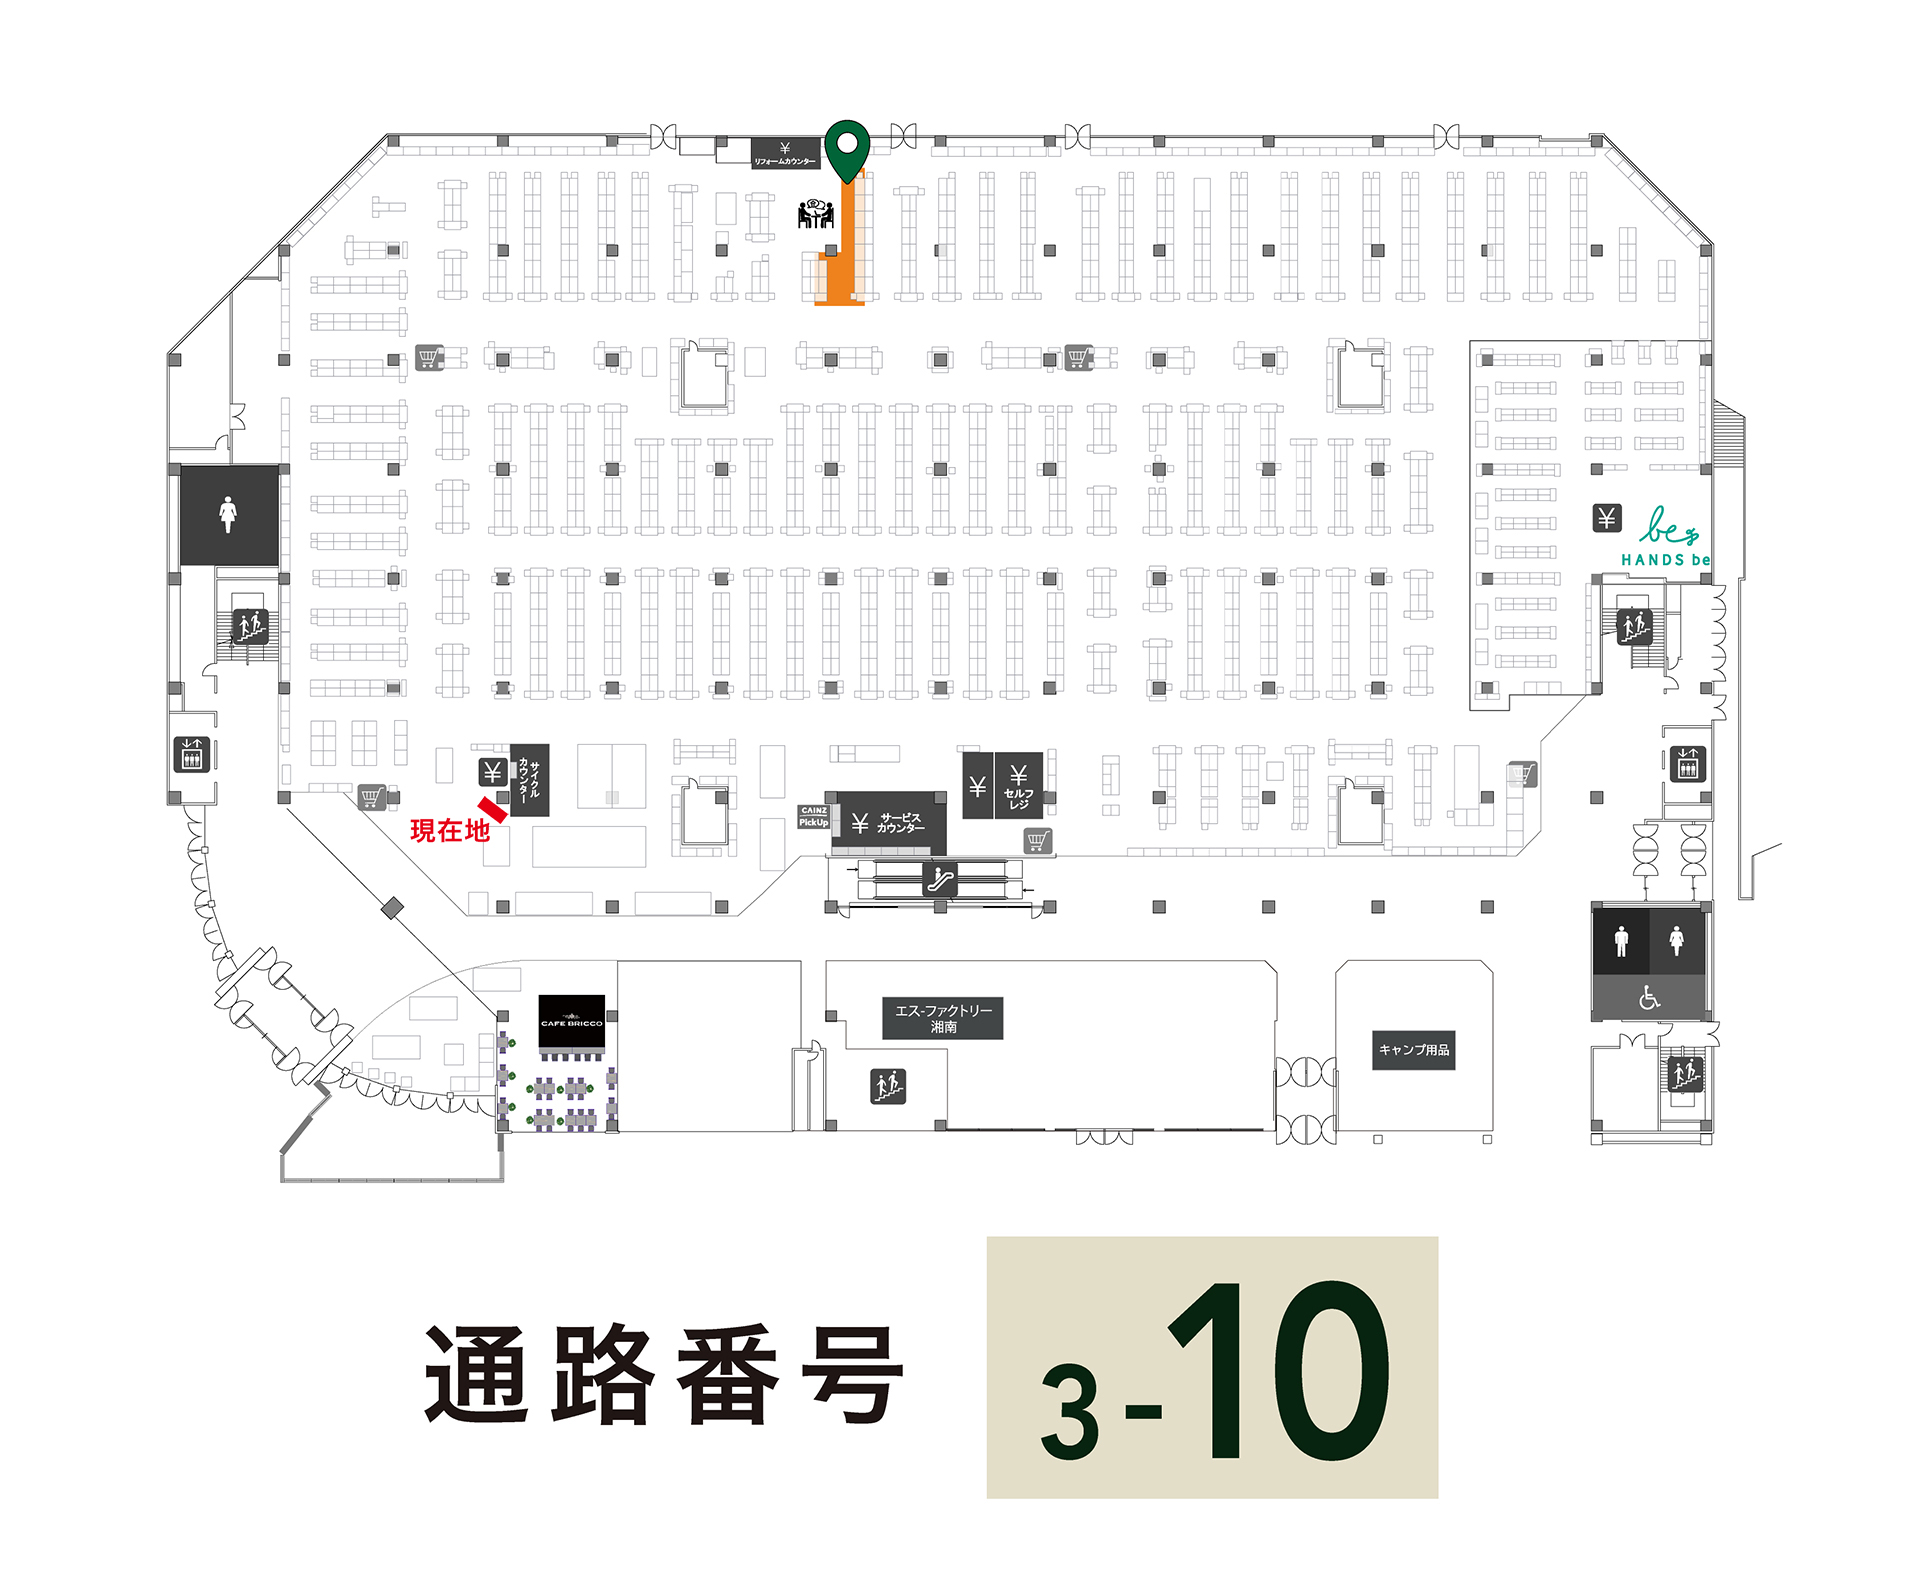 ¥
リフォームカウンター
¥
be
HANDS be
¥
サイクル
カウンター
現在地
CAINZ
PickUp
¥
サービス
カウンター
¥
¥
セルフ
レジ
CAFE BRICCO
エス-ファクトリー
湘南
キャンプ用品
通路番号
3-10